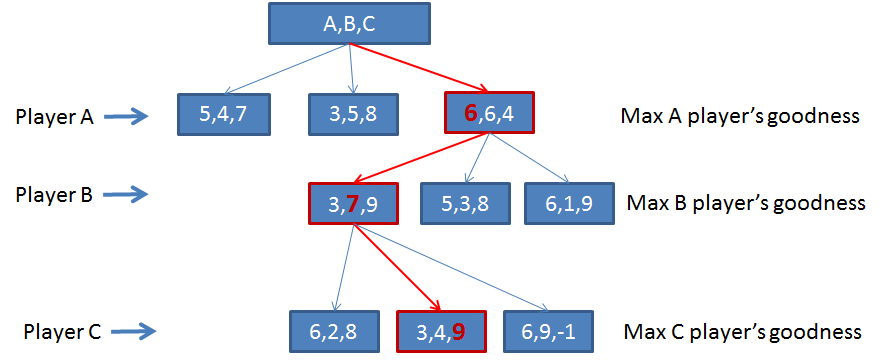 A,B,C
Player A
5,4,7
3,5,8
6,6,4
Max A player's goodness
Player B
3,7,9
5,3,8
6,1,9
Max B player's goodness
Player C
6,2,8
3,4,9
6,9,-1
Max C player's goodness